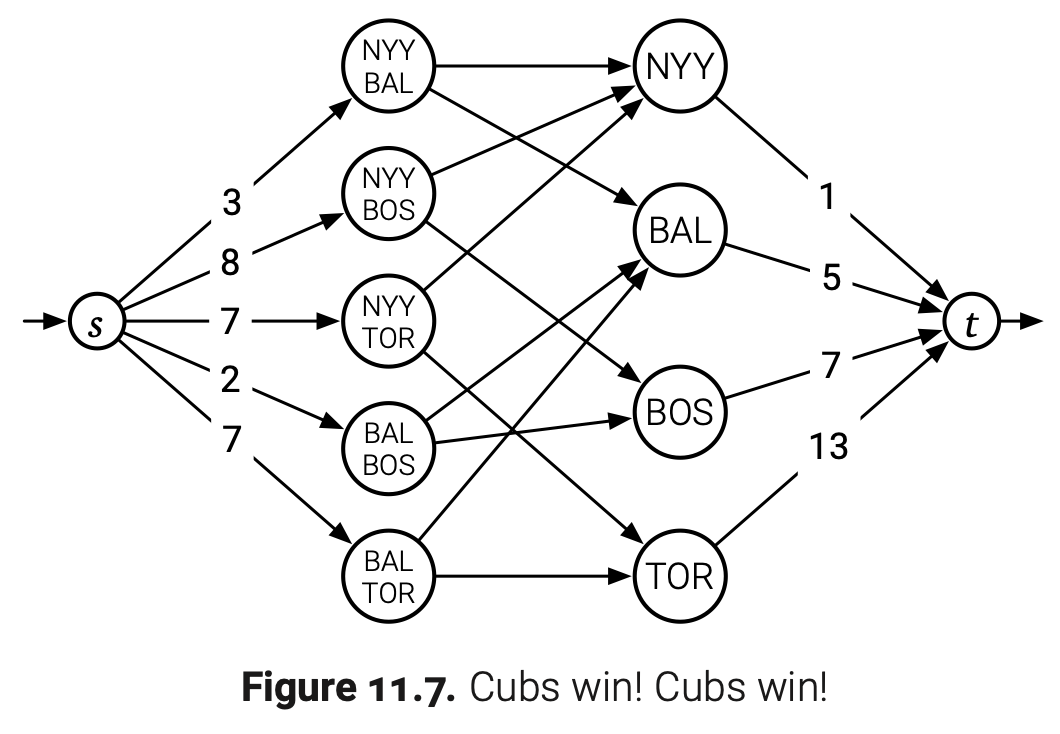 NYY
BAL
NYY
3
NYY
BOS
1
8
BAL
5
s
7
NYY
TOR
t
2
7
BOS
7
BAL
BOS
13
BAL
TOR
TOR
Figure 11.7. Cubs win! Cubs win!